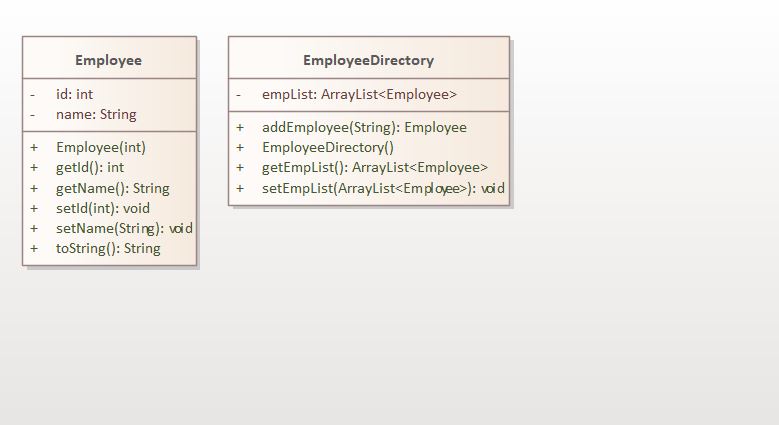 Employee
- id: int
- name: String
+ Employee(int)
+ getId(): int
+ getName(): String
+ setId(int): void
+ setName(String): void
+ toString(): String
EmployeeDirectory
- empList: ArrayList<Employee>
+ addEmployee(String): Employee
+ EmployeeDirectory()
+ getEmpList(): ArrayList<Employee>
+ setEmpList(ArrayList<Employee>): void